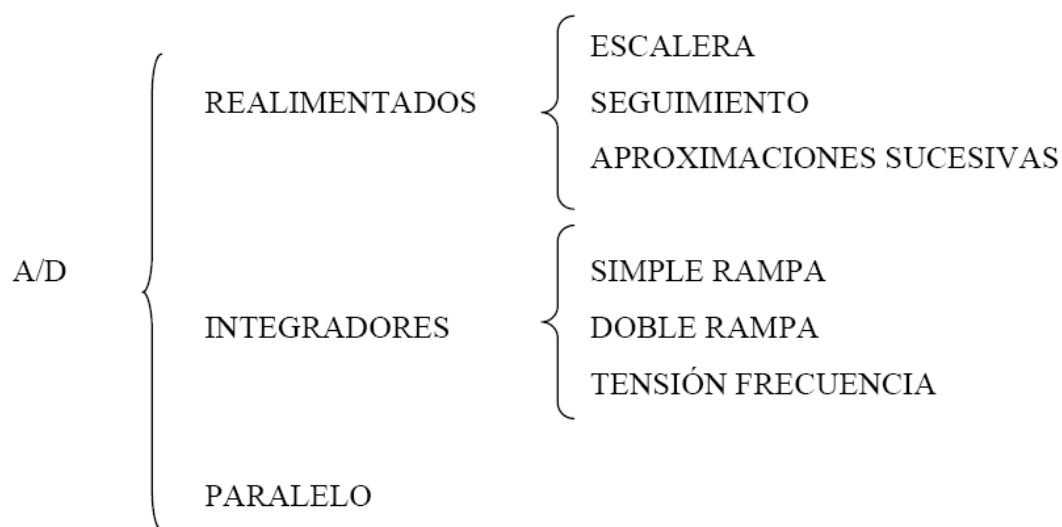 A/D
REALIMENTADOS
ESCALERA
SEGUIMIENTO
APROXIMACIONES SUCESIVAS
INTEGRADORES
SIMPLE RAMPA
DOBLE RAMPA
TENSIÓN FRECUENCIA
PARALELO